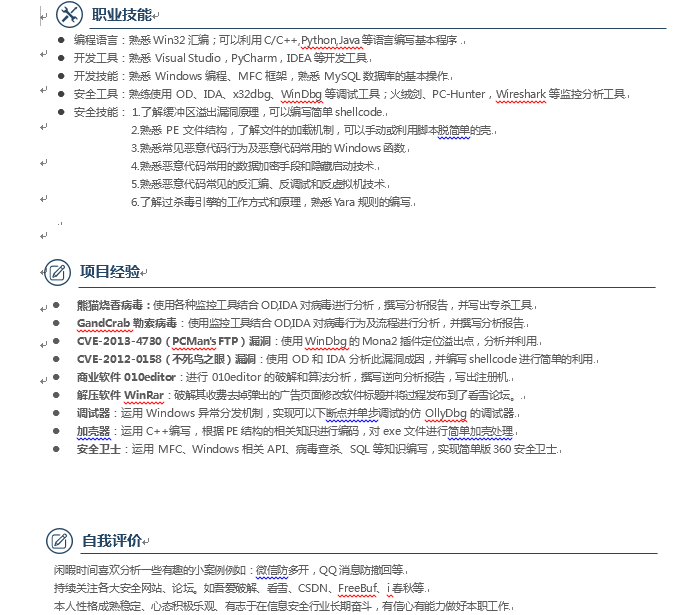 职业技能
编程语言：熟悉 Win32 汇编；可以利用 C/C++,Python,Java 等语言编写基本程序 .
开发工具：熟悉 Visual Studio，PyCharm，IDEA 等开发工具.
开发技能：熟悉 Windows 编程、MFC 框架，熟悉 MySQL 数据库的基本操作.
安全工具：熟练使用 OD、IDA、x32dbg、WinDbg 等调试工具；火绒剑、PC-Hunter，Wireshark 等监控分析工具.
安全技能： 1.了解缓冲区溢出漏洞原理，可以编写简单 shellcode.
2.熟悉 PE 文件结构，了解文件的加载机制，可以手动或利用脚本脱简单的壳.
3.熟悉常见恶意代码行为及恶意代码常用的 Windows 函数.
4.熟悉恶意代码常用的数据加密手段和隐藏启动技术.
5.熟悉恶意代码常见的反汇编、反调试和反虚拟机技术.
6.了解过杀毒引擎的工作方式和原理，熟悉 Yara 规则的编写.
项目经验
熊猫烧香病毒：使用各种监控工具结合 OD,IDA 对病毒进行分析，撰写分析报告，并写出专杀工具.
GandCrab 勒索病毒：使用监控工具结合 OD,IDA 对病毒行为及流程进行分析，并撰写分析报告.
CVE-2013-4730（PCMan's FTP）漏洞：使用 WinDbg 的 Mona2 插件定位溢出点，分析并利用.
CVE-2012-0158（不死鸟之眼）漏洞：使用 OD 和 IDA 分析此漏洞成因，并编写 shellcode 进行简单的利用.
商业软件 010editor：进行 010editor 的破解和算法分析，撰写逆向分析报告，写出注册机.
解压软件 WinRar：破解其收费去掉弹出的广告页面修改软件标题并将过程发布到了看雪论坛。.
调试器：运用 Windows 异常分发机制，实现可以下断点并单步调试的仿 OllyDbg 的调试器.
加壳器：运用 C++编写，根据 PE 结构的相关知识进行编码，对 exe 文件进行简单加壳处理.
安全卫士：运用 MFC、Windows 相关 API、病毒查杀、SQL 等知识编写，实现简单版 360 安全卫士.
自我评价
闲暇时间喜欢分析一些有趣的小案例例如：微信防多开，QQ 消息防撤回等.
持续关注各大安全网站、论坛。如吾爱破解、看雪、CSDN、FreeBuf、i 春秋等.
本人性格成熟稳定、心态积极乐观、有志于在信息安全行业长期奋斗，有信心有能力做好本职工作.